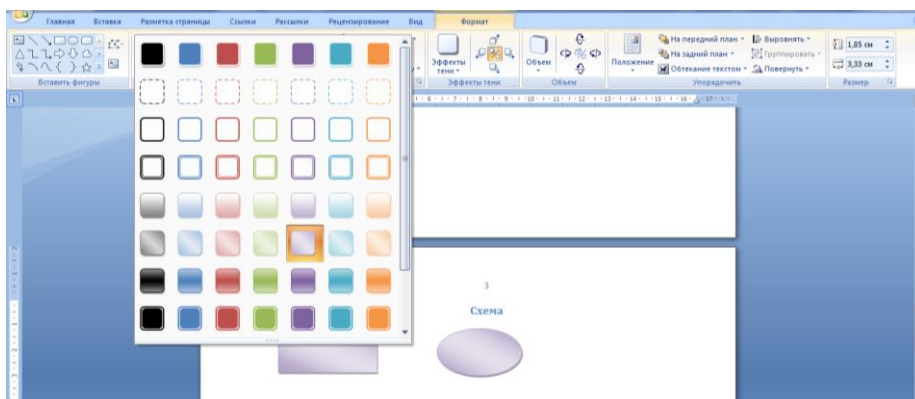 Главная Вставка Разметка страницы Ссылки Рассылки Рецензирование Вид Формат
Вставить фигуры
Эффекты тени
Эффекты тени
Объем
Объем
Положение
На передний план
На задний план
Обтекание текстом
Выровнять
Группировать
Повернуть
Упорядочить
1,85 см
3,33 см
Размер
3
Схема